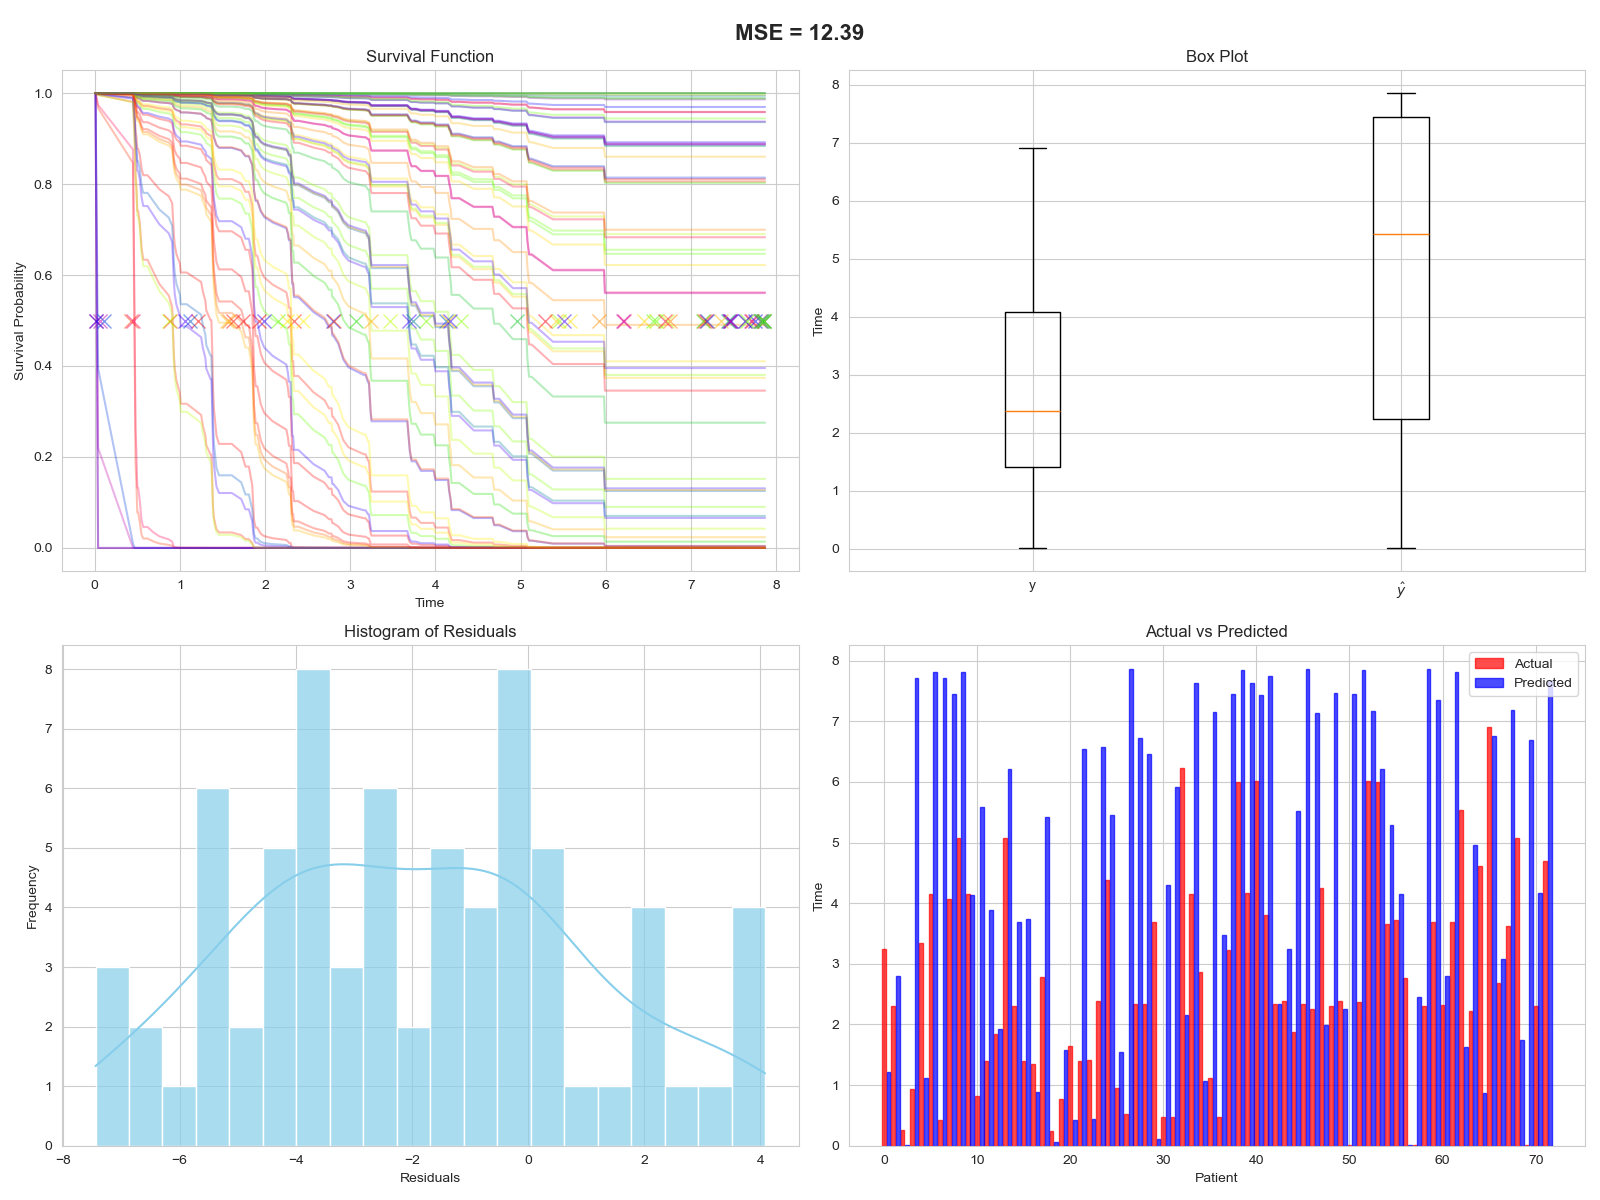 MSE = 12.39
Survival Function
1.0
0.8
0.6
0.4
0.2
0.0
Survival Probability
0 1 2 3 4 5 6 7 8
Time
Box Plot
8
7
6
5
4
3
2
1
0
Time
y
ŷ
Histogram of Residuals
8
7
6
5
4
3
2
1
0
Frequency
−8 −6 −4 −2 0 2 4
Residuals
Actual vs Predicted
Actual
Predicted
8
7
6
5
4
3
2
1
0
Time
0 10 20 30 40 50 60 70
Patient